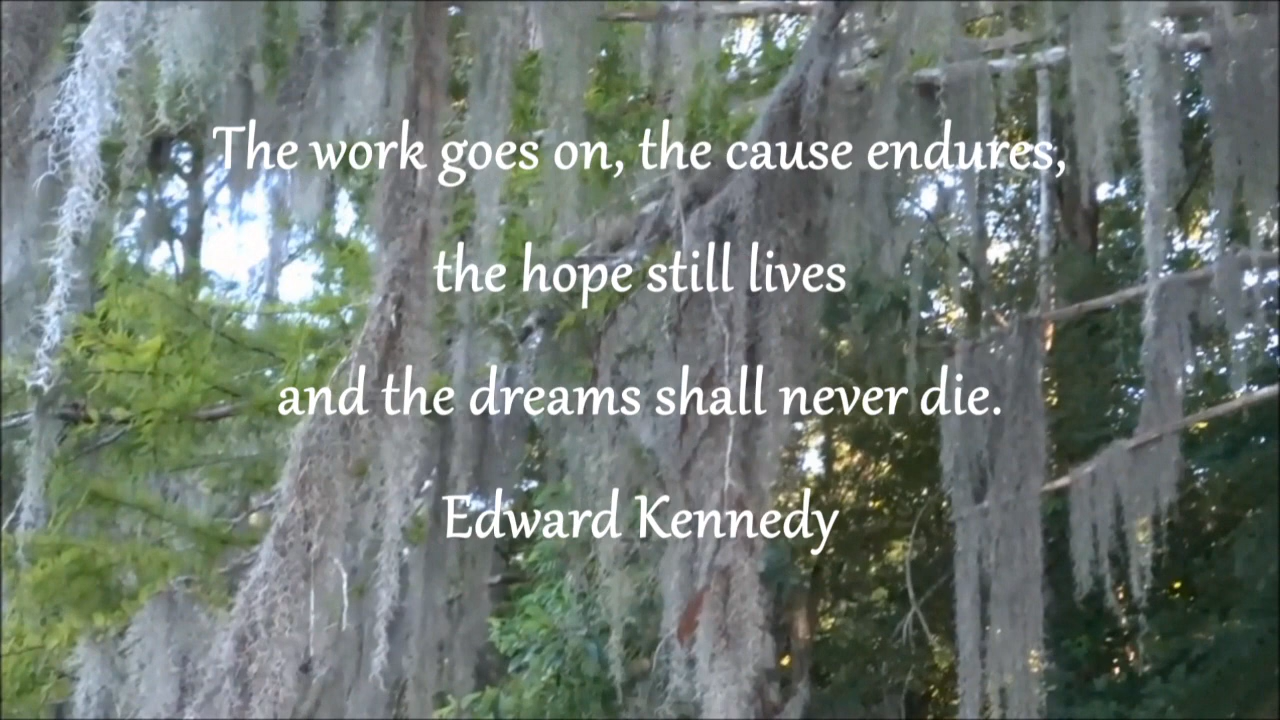 The work goes on, the cause endures,
the hope still lives
and the dreams shall never die.
Edward Kennedy